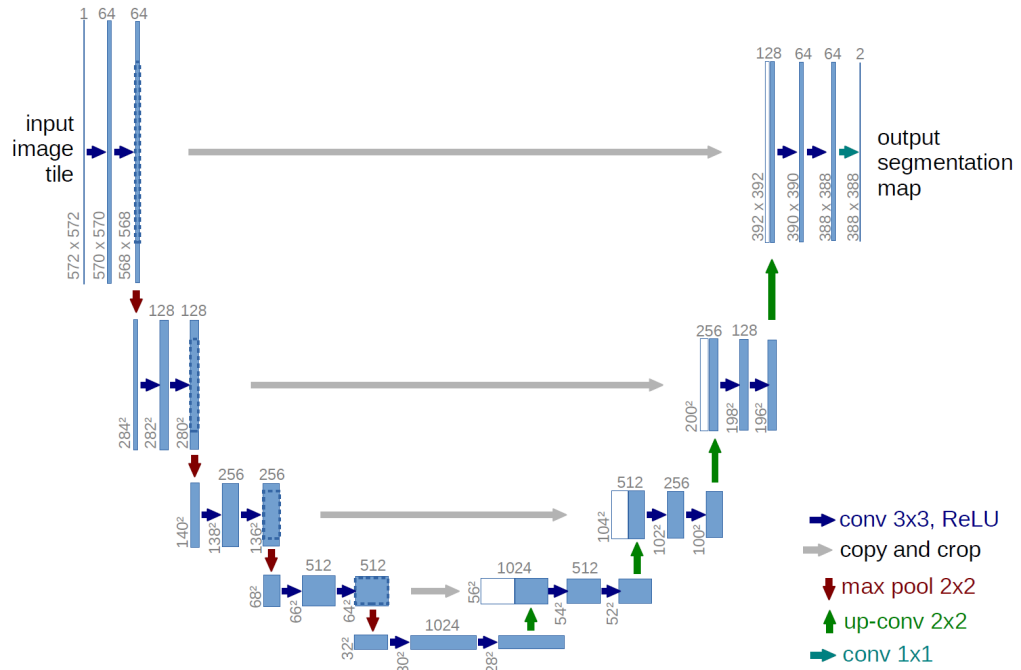 1 64 64
128 64 64 2
input
image
tile
output
segmentation
map
572 x 572
570 x 570
568 x 568
392 x 392
390 x 390
388 x 388
388 x 388
128 128
256 128
284²
282²
280²
200²
198²
196²
256 256
512 256
140²
138²
136²
104²
102²
100²
conv 3x3, ReLU
copy and crop
max pool 2x2
up-conv 2x2
conv 1x1
512 512
1024 512
68²
66²
64²
56²
54²
52²
1024
32²
30²
28²